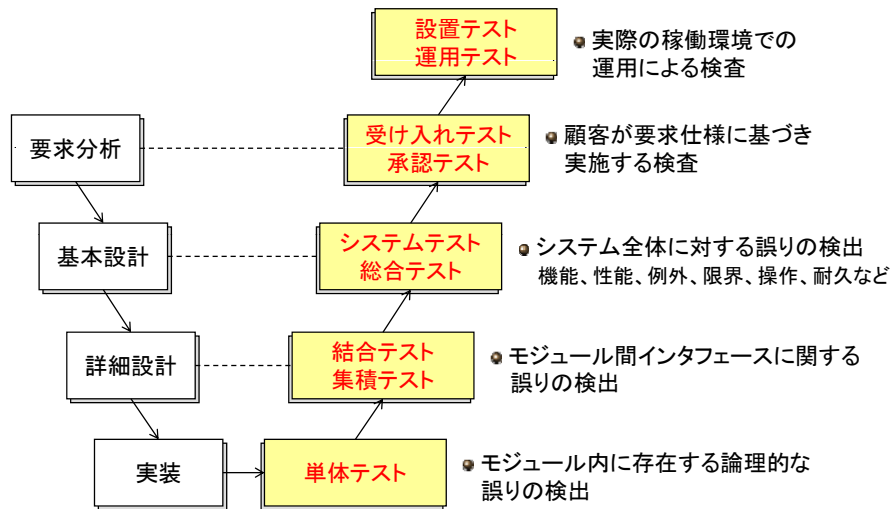 設置テスト
運用テスト
実際の稼働環境での
運用による検査
要求分析
受け入れテスト
承認テスト
顧客が要求仕様に基づき
実施する検査
基本設計
システムテスト
総合テスト
システム全体に対する誤りの検出
機能、性能、例外、限界、操作、耐久など
詳細設計
結合テスト
集積テスト
モジュール間インタフェースに関する
誤りの検出
実装
単体テスト
モジュール内に存在する論理的な
誤りの検出